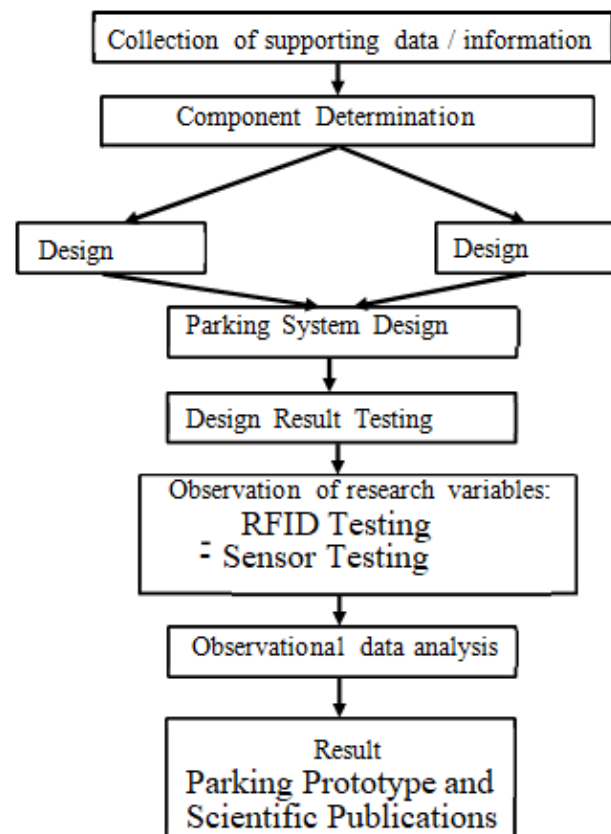 Collection of supporting data / information
Component Determination
Design
Design
Parking System Design
Design Result Testing
Observation of research variables:
RFID Testing
- Sensor Testing
Observational data analysis
Result
Parking Prototype and
Scientific Publications